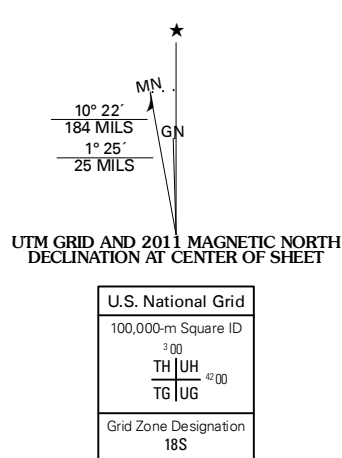 ★
MN
10° 22´
184 MILS
GN
1° 25´
25 MILS
UTM GRID AND 2011 MAGNETIC NORTH
DECLINATION AT CENTER OF SHEET
U.S. National Grid
100,000-m Square ID
³00
TH UH
⁴²00
TG UG
Grid Zone Designation
18S